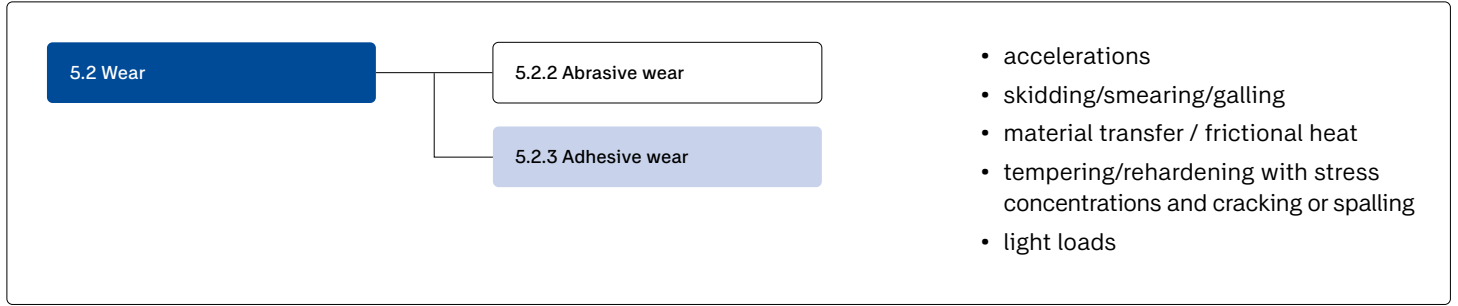 5.2 Wear
5.2.2 Abrasive wear
5.2.3 Adhesive wear
• accelerations
• skidding/smearing/galling
• material transfer / frictional heat
• tempering/rehardening with stress
concentrations and cracking or spalling
• light loads